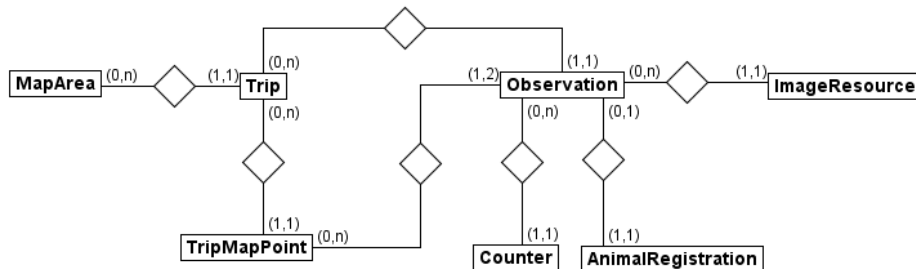 (0,n)
(1,1)
MapArea
(0,n)
(1,1)
Trip
(0,n)
(1,2)
Observation
(0,n)
(1,1)
ImageResource
(0,n)
(0,1)
(1,1)
TripMapPoint
(0,n)
(1,1)
Counter
(1,1)
AnimalRegistration